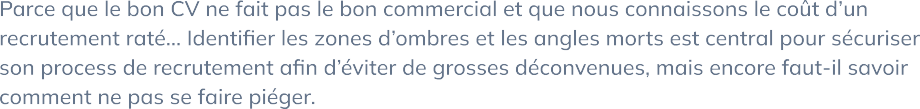 Parce que le bon CV ne fait pas le bon commercial et que nous connaissons le coût d’un
recrutement raté… Identifier les zones d’ombres et les angles morts est central pour sécuriser
son process de recrutement afin d’éviter de grosses déconvenues, mais encore faut-il savoir
comment ne pas se faire piéger.